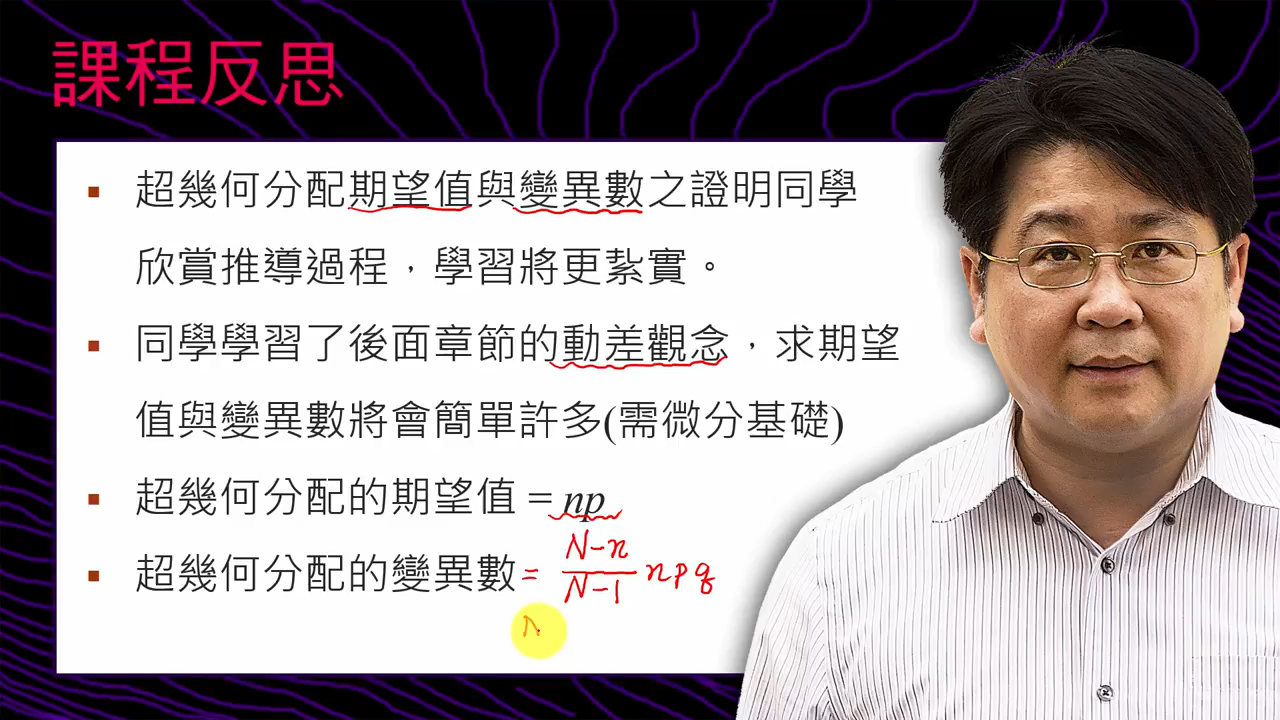 課程反思
▪ 超幾何分配期望值與變異數之證明同學
欣賞推導過程，學習將更紮實。
▪ 同學學習了後面章節的動差觀念，求期望
值與變異數將會簡單許多(需微分基礎)
▪ 超幾何分配的期望值 = np
▪ 超幾何分配的變異數 = \frac{N-n}{N-1} npq